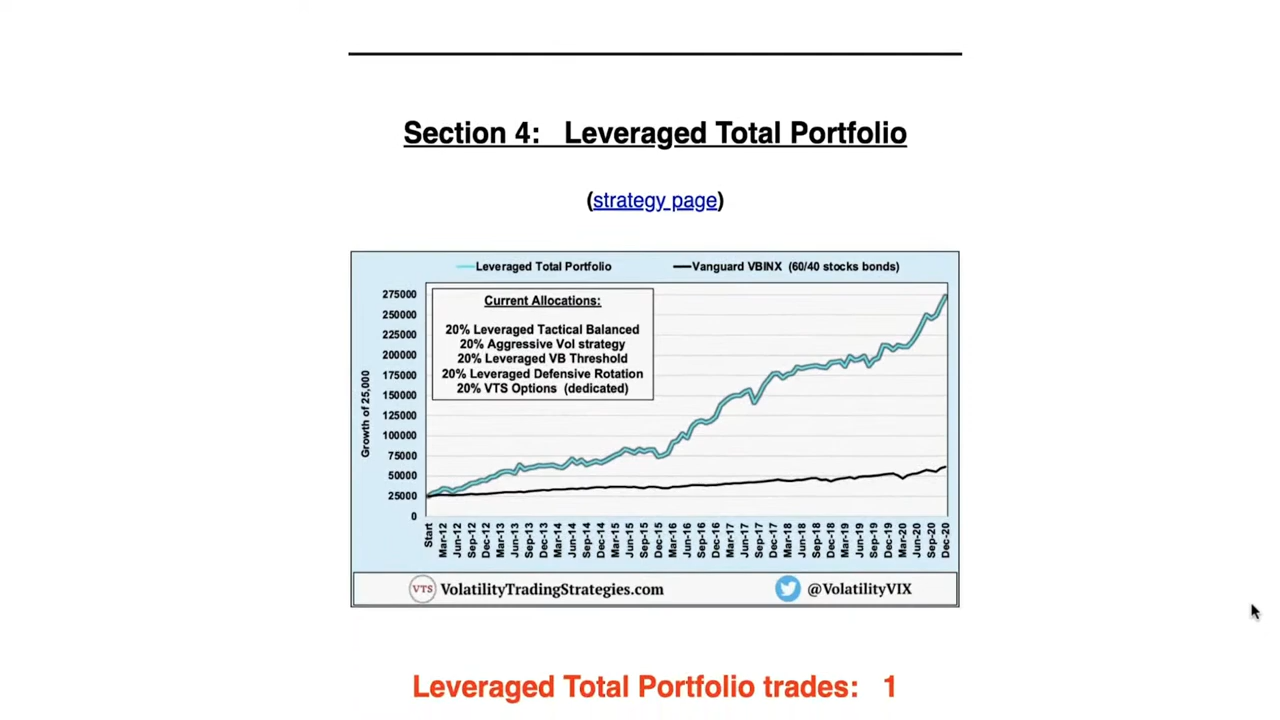 Section 4: Leveraged Total Portfolio
(strategy page)
Leveraged Total Portfolio
Vanguard VBINX (60/40 stocks bonds)
Current Allocations:
20% Leveraged Tactical Balanced
20% Aggressive Vol strategy
20% Leveraged VB Threshold
20% Leveraged Defensive Rotation
20% VTS Options (dedicated)
Growth of 25,000
275000
250000
225000
200000
175000
150000
125000
100000
75000
50000
25000
0
Start
Mar-12
Jun-12
Sep-12
Dec-12
Mar-13
Jun-13
Sep-13
Dec-13
Mar-14
Jun-14
Sep-14
Dec-14
Mar-15
Jun-15
Sep-15
Dec-15
Mar-16
Jun-16
Sep-16
Dec-16
Mar-17
Jun-17
Sep-17
Dec-17
Mar-18
Jun-18
Sep-18
Dec-18
Mar-19
Jun-19
Sep-19
Dec-19
Mar-20
Jun-20
Sep-20
Dec-20
VTS VolatilityTradingStrategies.com
@VolatilityVIX
Leveraged Total Portfolio trades: 1